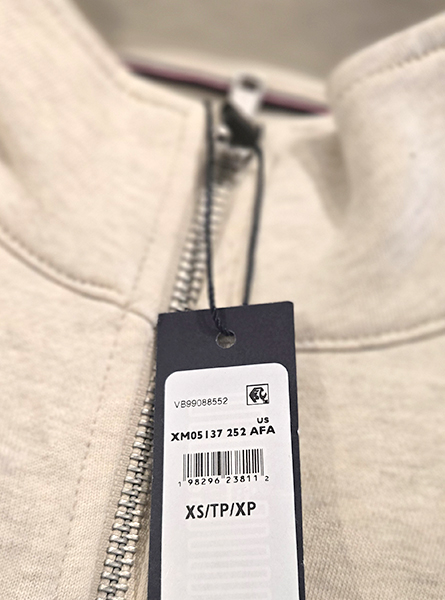 VB99088552
US
XM05137 252 AFA
1 98296 23811 2
XS/TP/XP